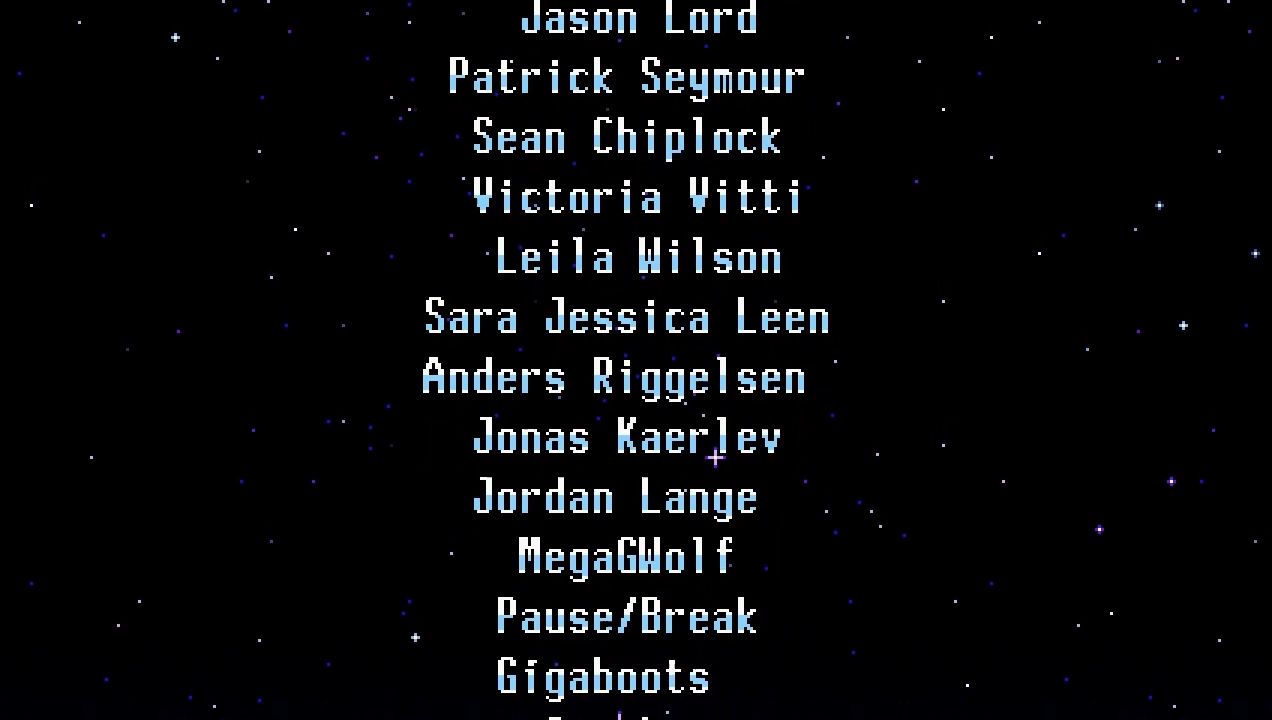 Jason Lord
Patrick Seymour
Sean Chiplock
Victoria Vitti
Leila Wilson
Sara Jessica Leen
Anders Riggelsen
Jonas Kaerlev
Jordan Lange
MegaGWolf
Pause/Break
Gigaboots